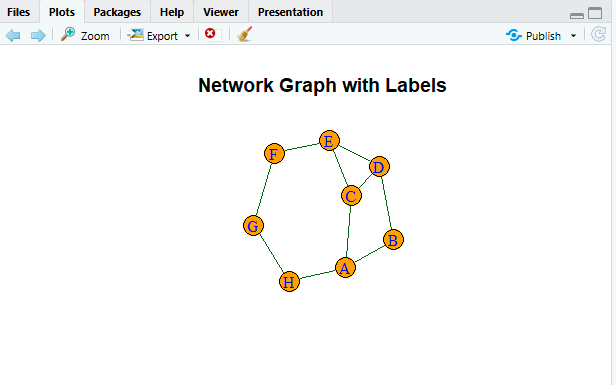 Files Plots Packages Help Viewer Presentation
Zoom Export Publish
Network Graph with Labels
E
F
D
C
G
B
A
H